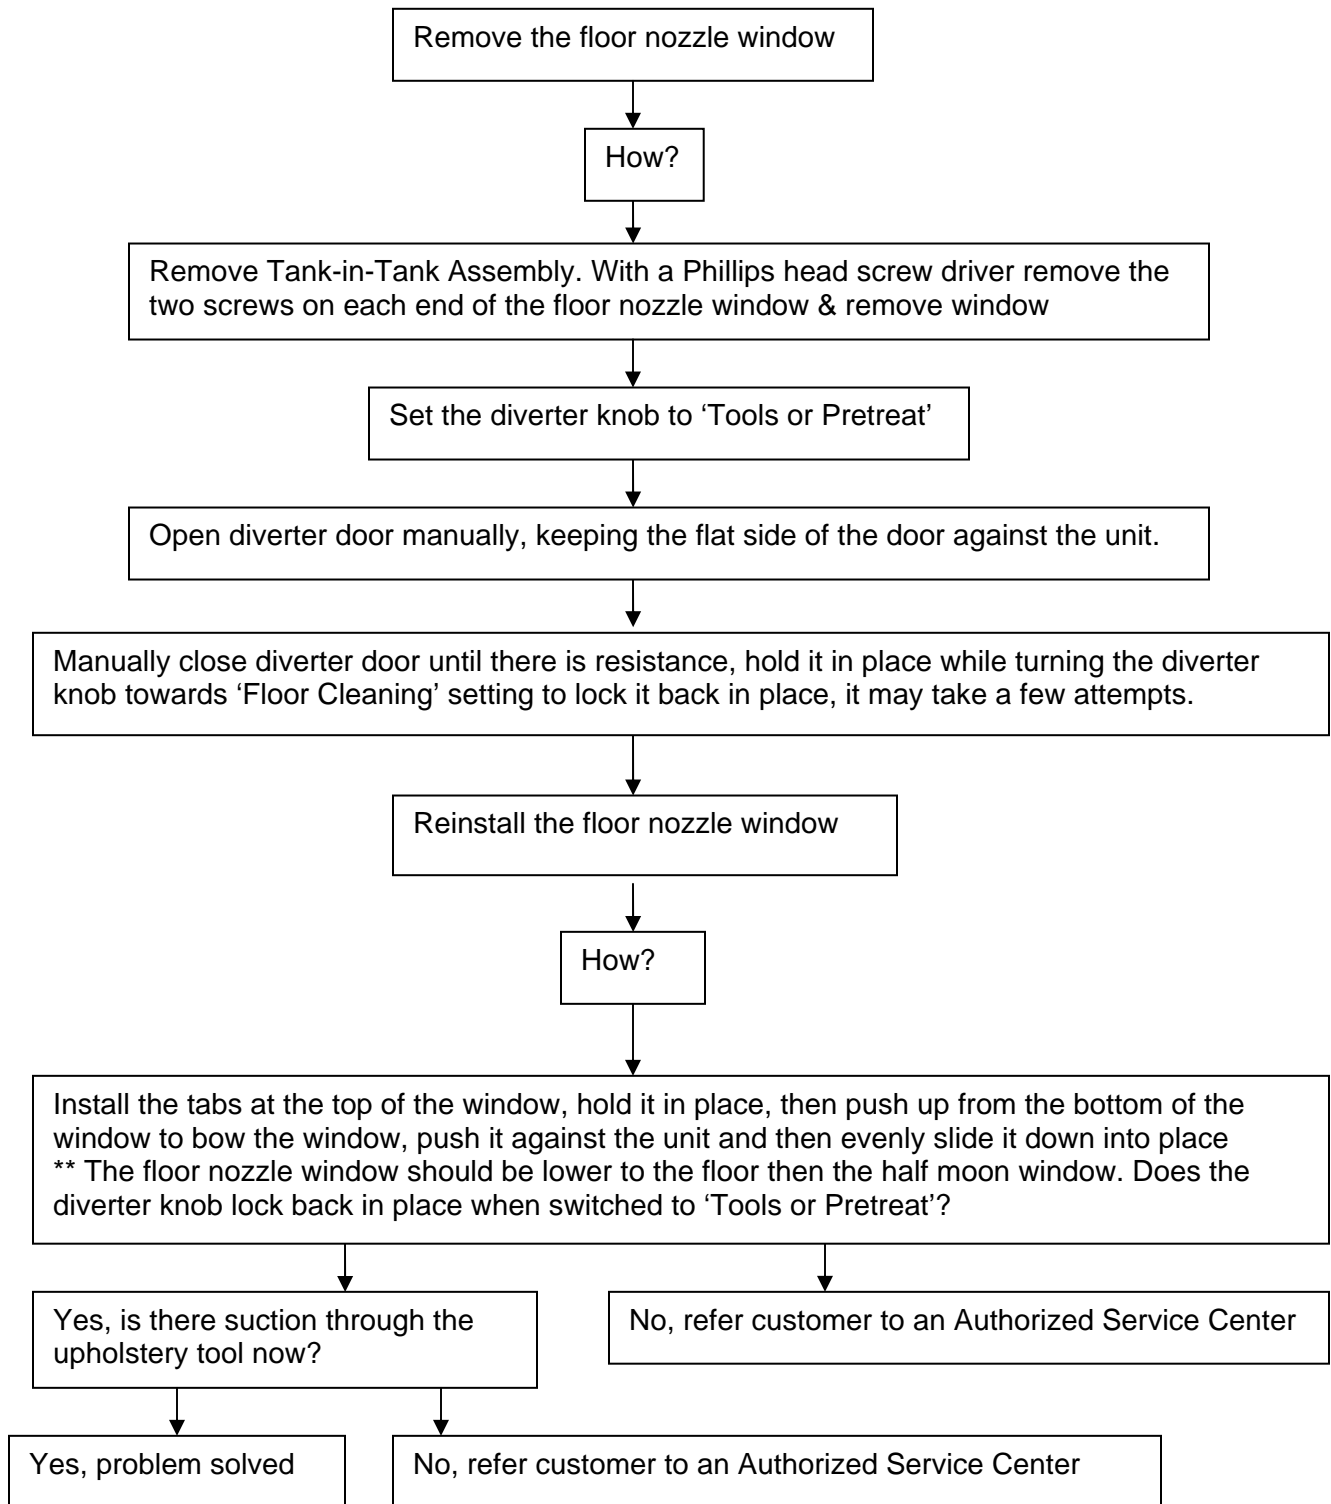 Remove the floor nozzle window
How?
Remove Tank-in-Tank Assembly. With a Phillips head screw driver remove the
two screws on each end of the floor nozzle window & remove window
Set the diverter knob to ‘Tools or Pretreat’
Open diverter door manually, keeping the flat side of the door against the unit.
Manually close diverter door until there is resistance, hold it in place while turning the diverter
knob towards ‘Floor Cleaning’ setting to lock it back in place, it may take a few attempts.
Reinstall the floor nozzle window
How?
Install the tabs at the top of the window, hold it in place, then push up from the bottom of the
window to bow the window, push it against the unit and then evenly slide it down into place
** The floor nozzle window should be lower to the floor then the half moon window. Does the
diverter knob lock back in place when switched to ‘Tools or Pretreat’?
Yes, is there suction through the
upholstery tool now?
No, refer customer to an Authorized Service Center
Yes, problem solved
No, refer customer to an Authorized Service Center